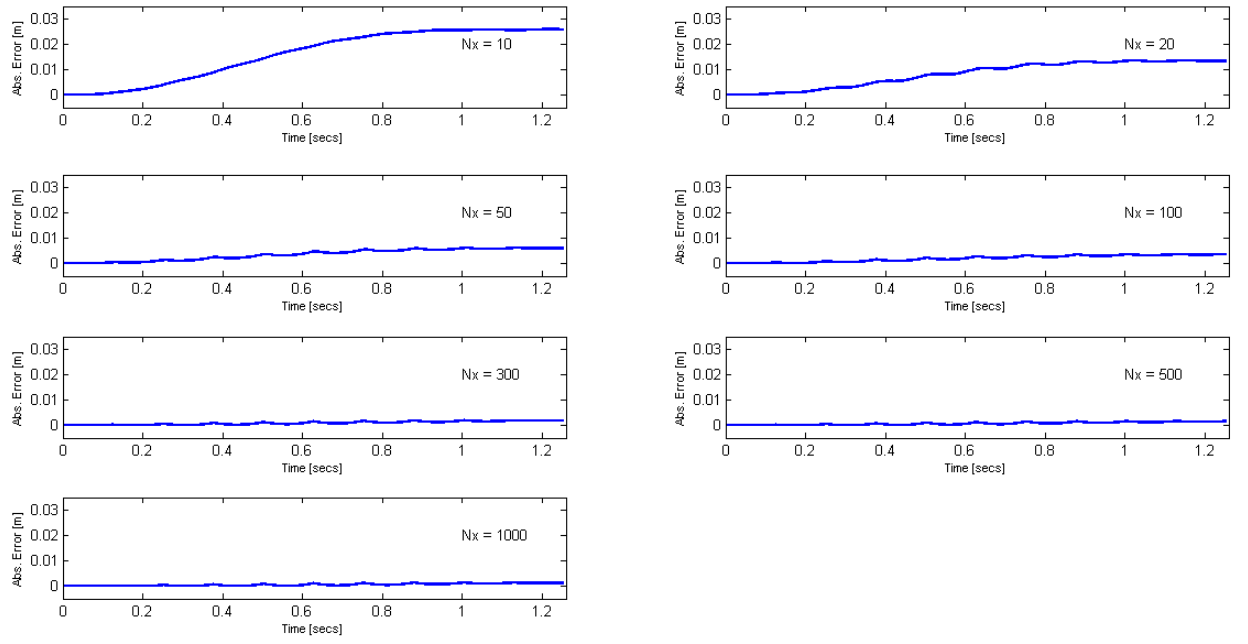 Abs. Error [m]
0.03
0.02
0.01
0
Nx = 10
0 0.2 0.4 0.6 0.8 1 1.2
Time [secs]
Abs. Error [m]
0.03
0.02
0.01
0
Nx = 20
0 0.2 0.4 0.6 0.8 1 1.2
Time [secs]
Abs. Error [m]
0.03
0.02
0.01
0
Nx = 50
0 0.2 0.4 0.6 0.8 1 1.2
Time [secs]
Abs. Error [m]
0.03
0.02
0.01
0
Nx = 100
0 0.2 0.4 0.6 0.8 1 1.2
Time [secs]
Abs. Error [m]
0.03
0.02
0.01
0
Nx = 300
0 0.2 0.4 0.6 0.8 1 1.2
Time [secs]
Abs. Error [m]
0.03
0.02
0.01
0
Nx = 500
0 0.2 0.4 0.6 0.8 1 1.2
Time [secs]
Abs. Error [m]
0.03
0.02
0.01
0
Nx = 1000
0 0.2 0.4 0.6 0.8 1 1.2
Time [secs]